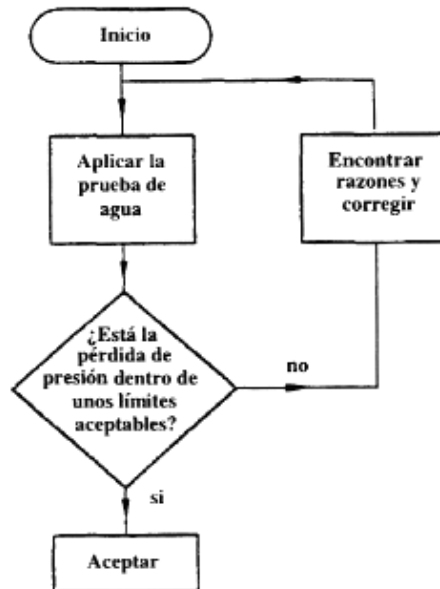 Inicio
Aplicar la
prueba de
agua
Encontrar
razones y
corregir
¿Está la
pérdida de
presión dentro de
unos límites
aceptables?
no
si
Aceptar